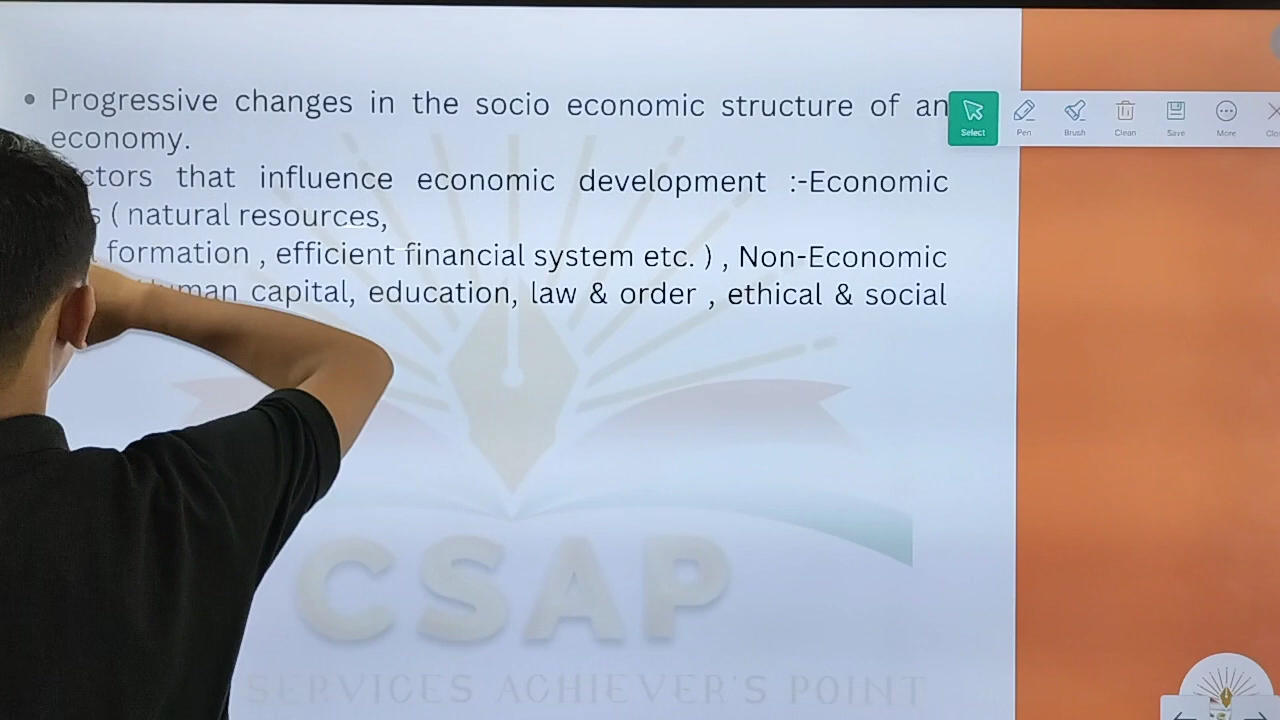 • Progressive changes in the socio economic structure of an
economy.
ctors that influence economic development :-Economic
s ( natural resources,
formation , efficient financial system etc. ) , Non-Economic
capital, education, law & order , ethical & social
CSAP
SERVICES ACHIEVER'S POINT
Select
Pen
Brush
Clean
Save
More
Clo